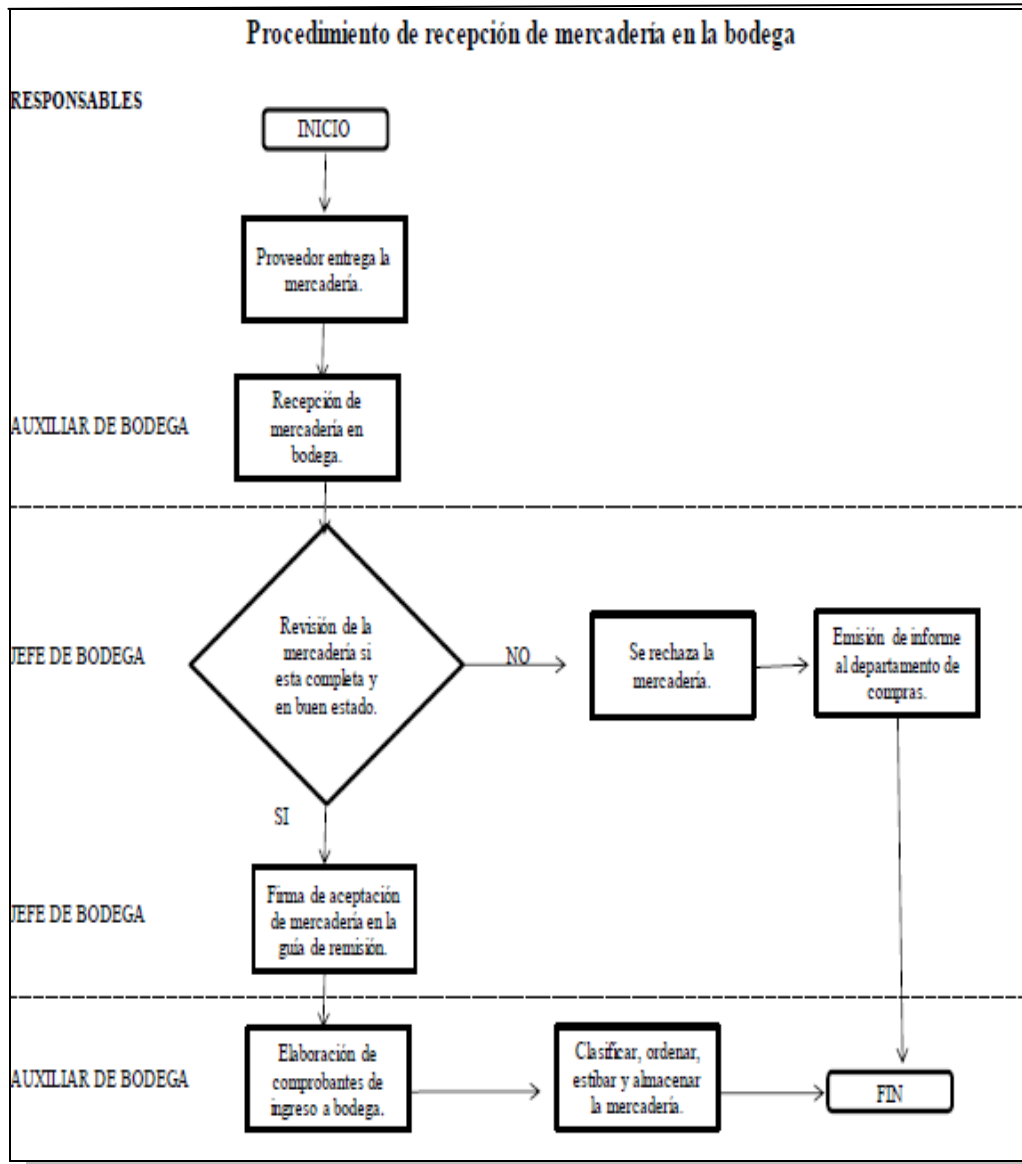 Procedimiento de recepción de mercadería en la bodega
RESPONSABLES
INICIO
Proveedor entrega la
mercadería.
AUXILIAR DE BODEGA
Recepción de
mercadería en
bodega.
JEFE DE BODEGA
Revisión de la
mercadería si
esta completa y
en buen estado.
NO
Se rechaza la
mercadería.
Emisión de informe
al departamento de
compras.
SI
JEFE DE BODEGA
Firma de aceptación
de mercadería en la
guía de remisión.
AUXILIAR DE BODEGA
Elaboración de
comprobantes de
ingreso a bodega.
Clasificar, ordenar,
estibar y almacenar
la mercadería.
FIN